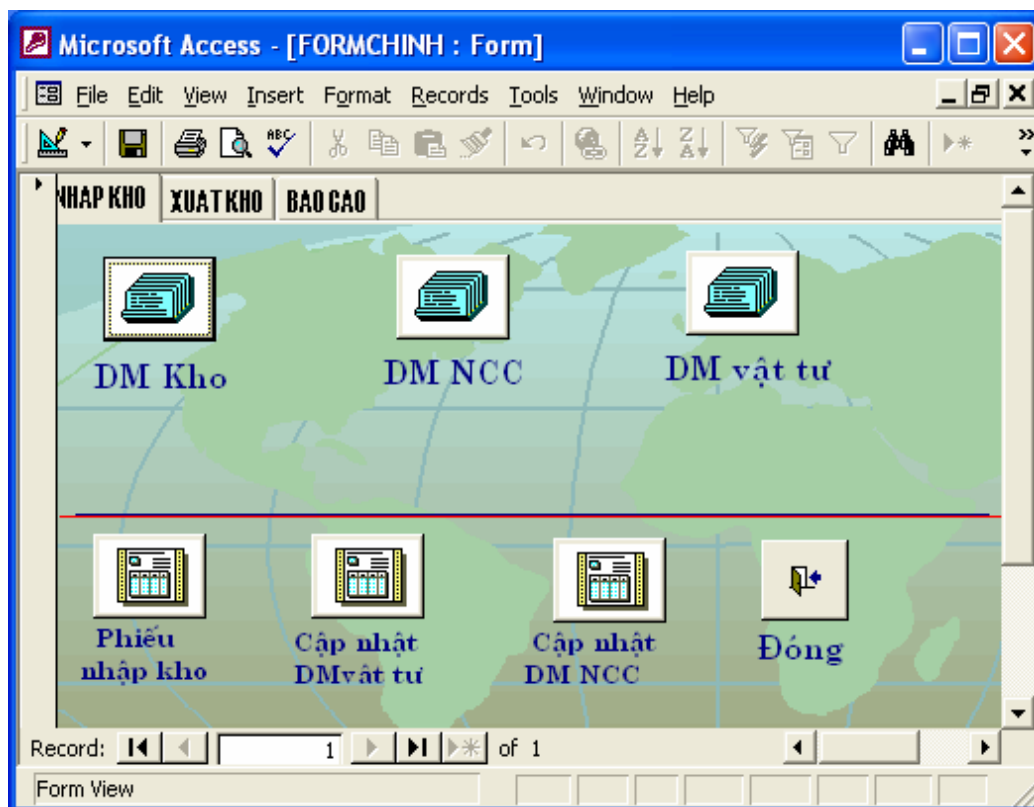 Microsoft Access - [FORMCHINH : Form]
File Edit View Insert Format Records Tools Window Help
ABC
A Z Z A
NHAP KHO XUAT KHO BAO CAO
DM Kho DM NCC DM vật tư
Phiếu
nhập kho
Cập nhật
DMvât tư
Cập nhật
DM NCC
Đóng
Record: 1 of 1
Form View